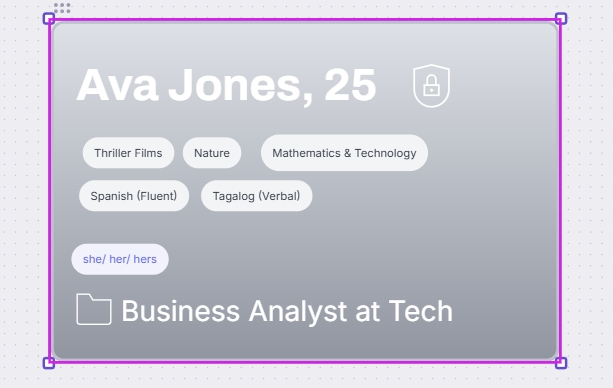 Ava Jones, 25
Thriller Films Nature Mathematics & Technology
Spanish (Fluent) Tagalog (Verbal)
she/ her/ hers
Business Analyst at Tech